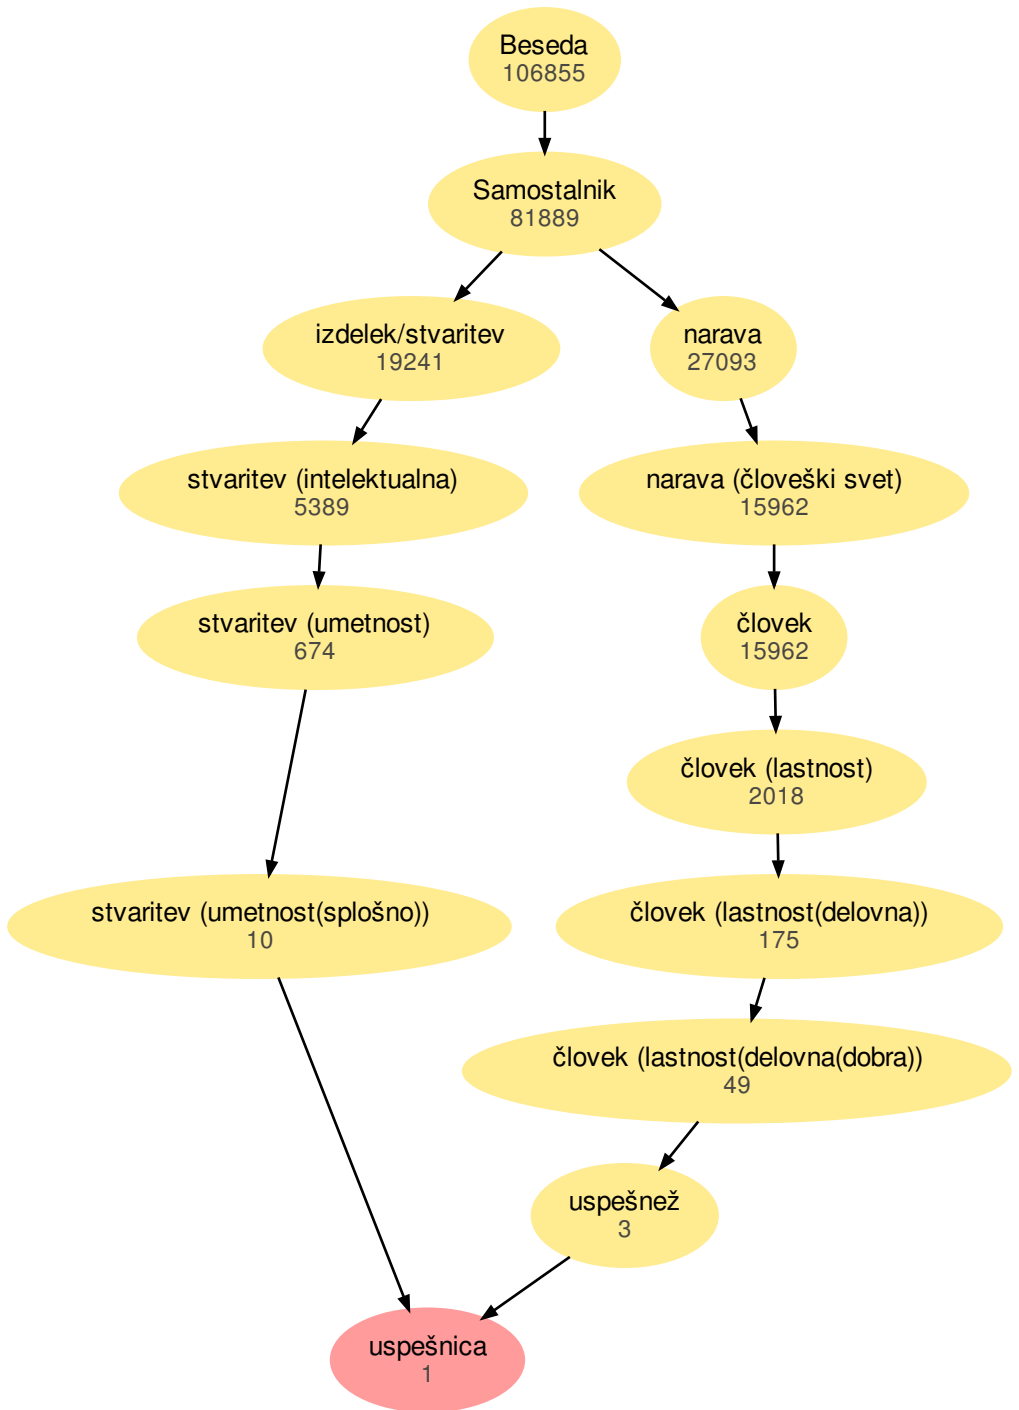 Beseda
106855
Samostalnik
81889
izdelek/stvaritev
19241
narava
27093
stvaritev (intelektualna)
5389
narava (človeški svet)
15962
stvaritev (umetnost)
674
človek
15962
človek (lastnost)
2018
stvaritev (umetnost(splošno))
10
človek (lastnost(delovna))
175
človek (lastnost(delovna(dobra))
49
uspešnež
3
uspešnica
1